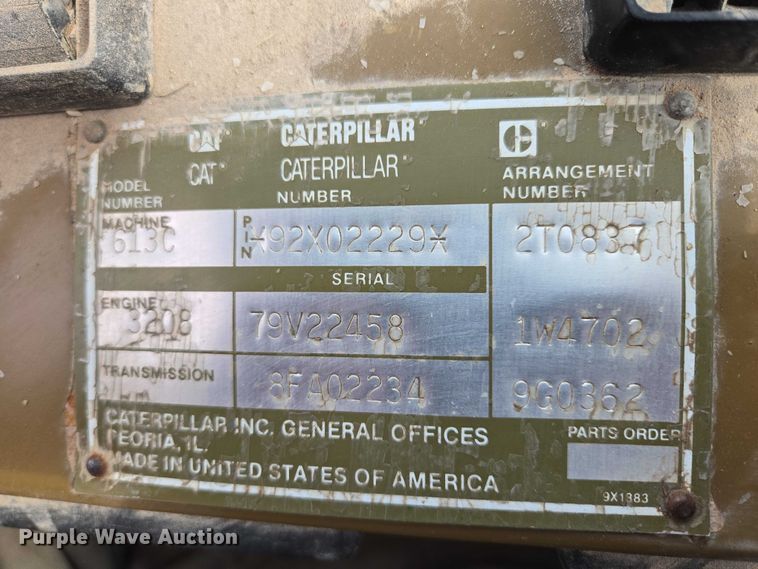 CAT CATERPILLAR
CAT CATERPILLAR
MODEL NUMBER NUMBER ARRANGEMENT NUMBER
MACHINE 613C PIN *92X02229* 2T0837
SERIAL
ENGINE 3208 79V22458 1W4702
TRANSMISSION 8FA02234 9G0362
CATERPILLAR INC. GENERAL OFFICES PARTS ORDER
PEORIA, IL.
MADE IN UNITED STATES OF AMERICA
9X1383
Purple Wave Auction